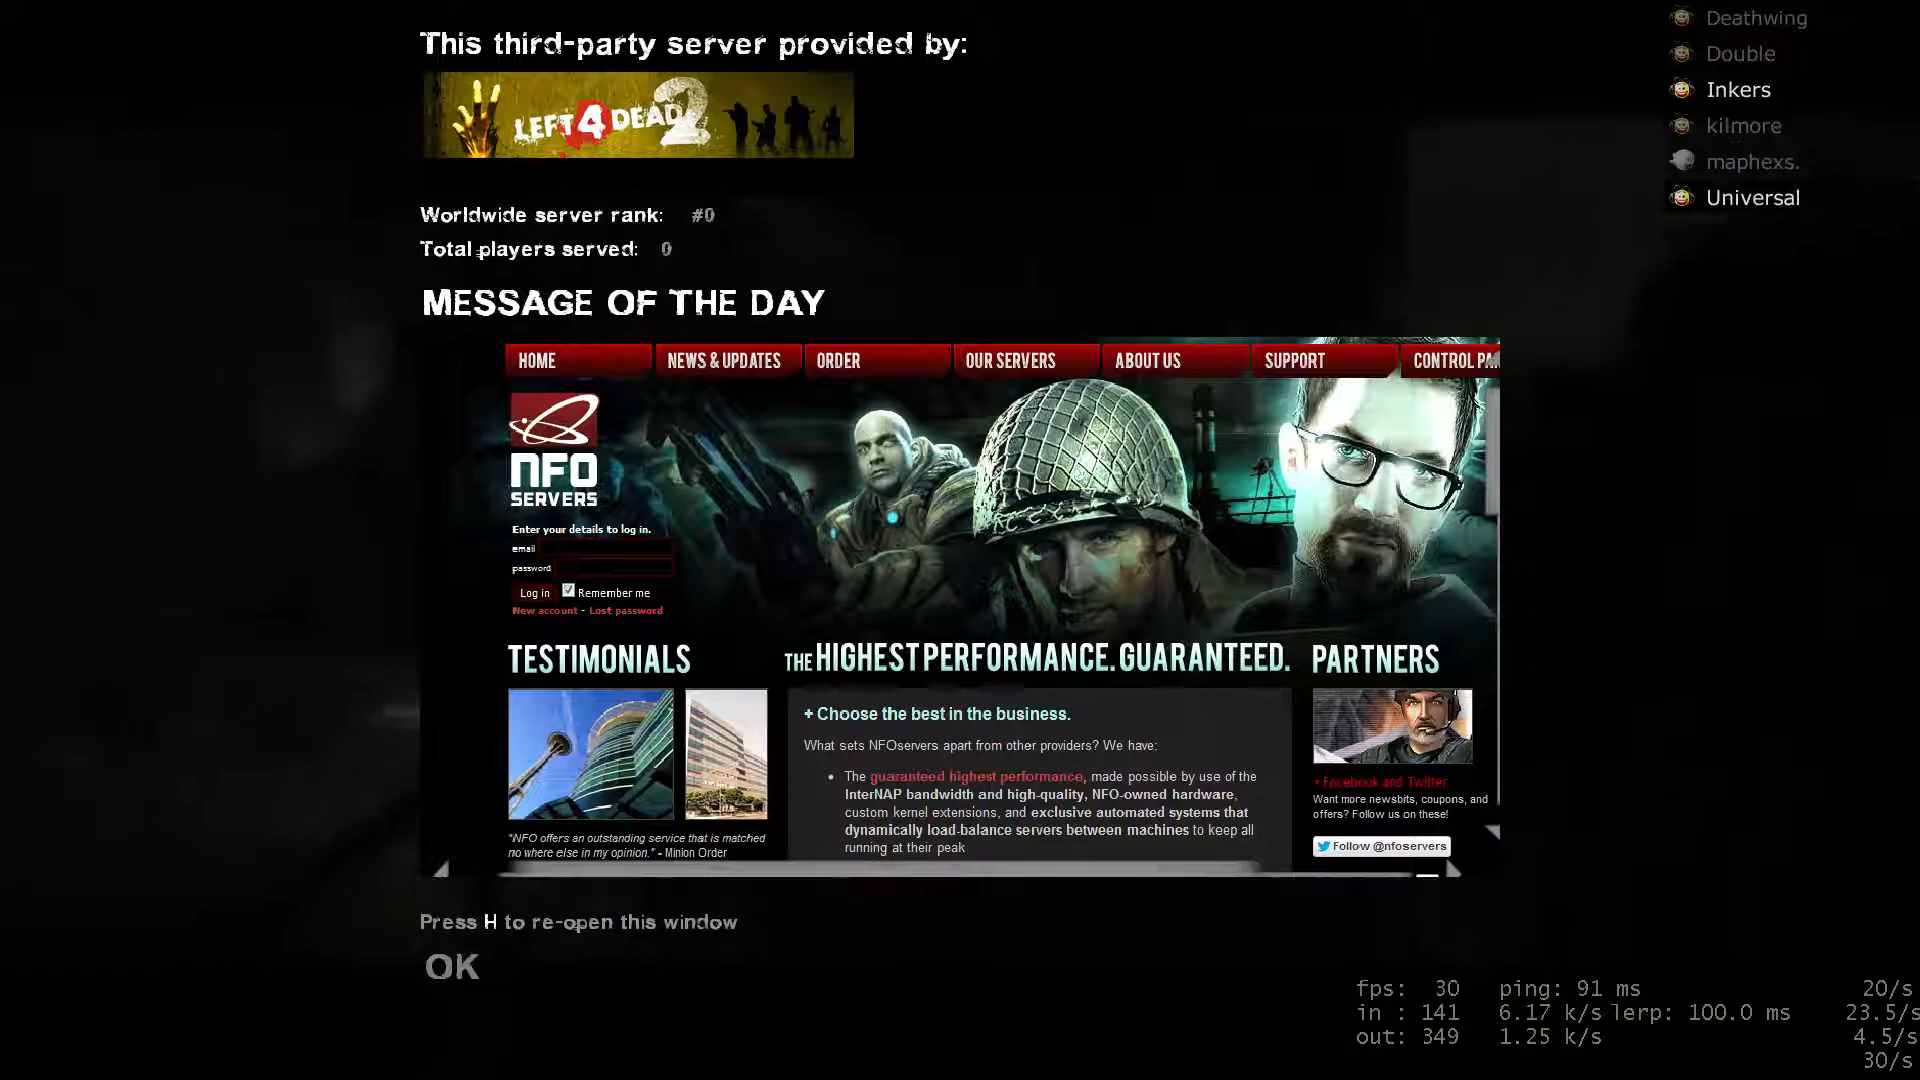 This third-party server provided by:
LEFT 4 DEAD 2
Worldwide server rank: #0
Total players served: 0
MESSAGE OF THE DAY
HOME NEWS & UPDATES ORDER OUR SERVERS ABOUT US SUPPORT CONTROL PA
NFO
SERVERS
Enter your details to log in.
email
password
Log in Remember me
New account - Lost password
TESTIMONIALS
"NFO offers an outstanding service that is matched
no where else in my opinion." - Minion Order
THE HIGHEST PERFORMANCE. GUARANTEED.
+ Choose the best in the business.
What sets NFOservers apart from other providers? We have:
• The guaranteed highest performance, made possible by use of the
InterNAP bandwidth and high-quality, NFO-owned hardware,
custom kernel extensions, and exclusive automated systems that
dynamically load-balance servers between machines to keep all
running at their peak
PARTNERS
+ Facebook and Twitter
Want more newsbits, coupons, and
offers? Follow us on these!
Follow @nfoservers
Press H to re-open this window
OK
Deathwing
Double
Inkers
kilmore
maphexs.
Universal
fps: 30 ping: 91 ms 20/s
in : 141 6.17 k/s lerp: 100.0 ms 23.5/s
out: 349 1.25 k/s 4.5/s
30/s